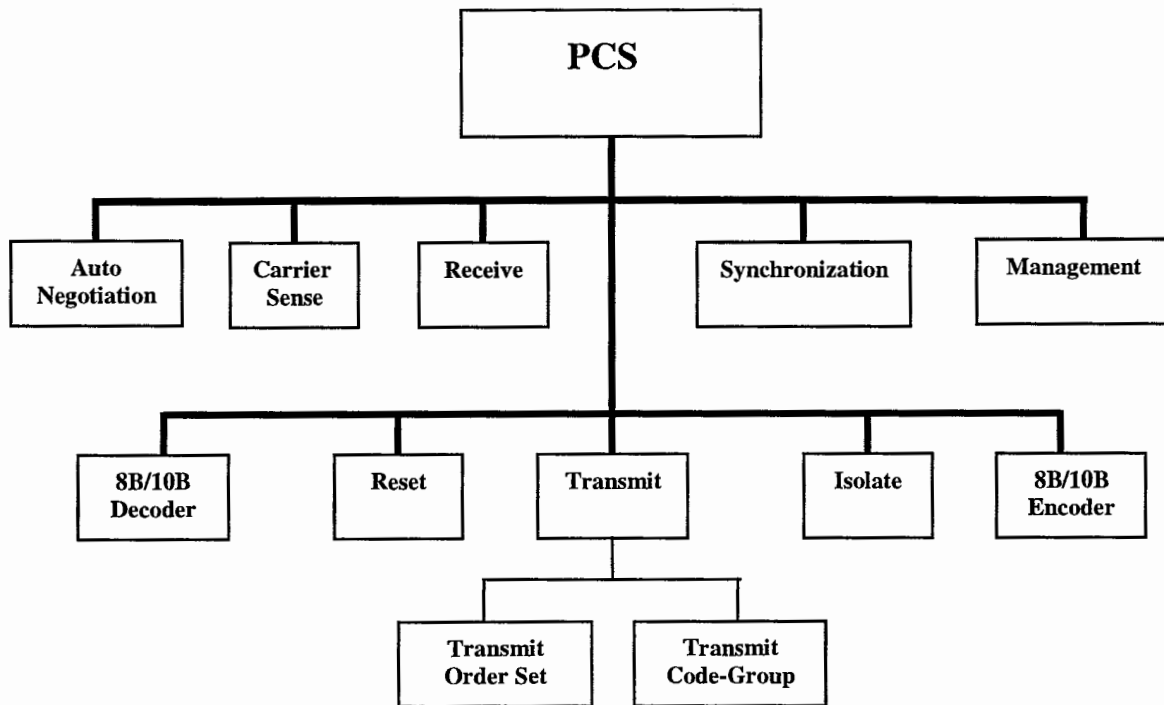 PCS
Auto
Negotiation
Carrier
Sense
Receive
Synchronization
Management
8B/10B
Decoder
Reset
Transmit
Isolate
8B/10B
Encoder
Transmit
Order Set
Transmit
Code-Group